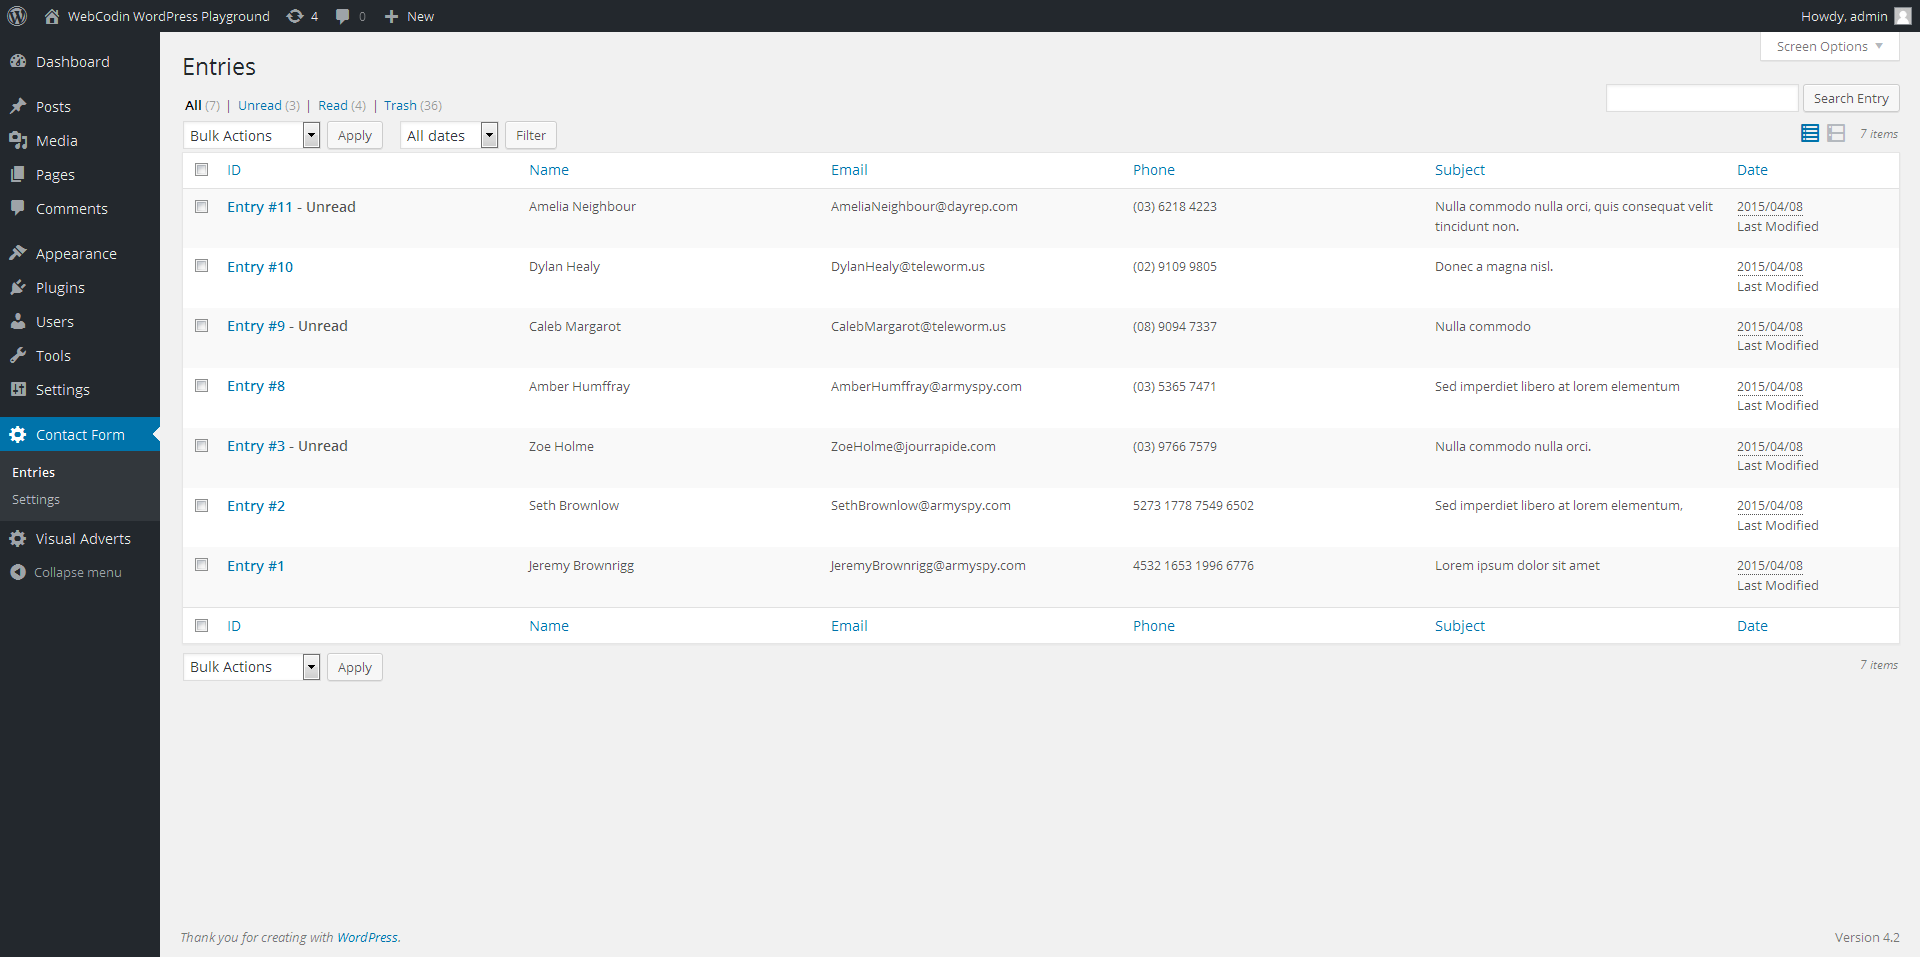 WebCodin WordPress Playground 4 0 New Howdy, admin
Screen Options
Dashboard
Posts
Media
Pages
Comments
Appearance
Plugins
Users
Tools
Settings
Contact Form
Entries
Settings
Visual Adverts
Collapse menu
Entries
All (7) | Unread (3) | Read (4) | Trash (36)
Search Entry
Bulk Actions Apply All dates Filter 7 items
ID Name Email Phone Subject Date
Entry #11 - Unread Amelia Neighbour AmeliaNeighbour@dayrep.com (03) 6218 4223 Nulla commodo nulla orci, quis consequat velit 2015/04/08
tincidunt non. Last Modified
Entry #10 Dylan Healy DylanHealy@teleworm.us (02) 9109 9805 Donec a magna nisl. 2015/04/08
Last Modified
Entry #9 - Unread Caleb Margarot CalebMargarot@teleworm.us (08) 9094 7337 Nulla commodo 2015/04/08
Last Modified
Entry #8 Amber Humffray AmberHumffray@armyspy.com (03) 5365 7471 Sed imperdiet libero at lorem elementum 2015/04/08
Last Modified
Entry #3 - Unread Zoe Holme ZoeHolme@jourrapide.com (03) 9766 7579 Nulla commodo nulla orci. 2015/04/08
Last Modified
Entry #2 Seth Brownlow SethBrownlow@armyspy.com 5273 1778 7549 6502 Sed imperdiet libero at lorem elementum, 2015/04/08
Last Modified
Entry #1 Jeremy Brownrigg JeremyBrownrigg@armyspy.com 4532 1653 1996 6776 Lorem ipsum dolor sit amet 2015/04/08
Last Modified
ID Name Email Phone Subject Date
Bulk Actions Apply 7 items
Thank you for creating with WordPress. Version 4.2